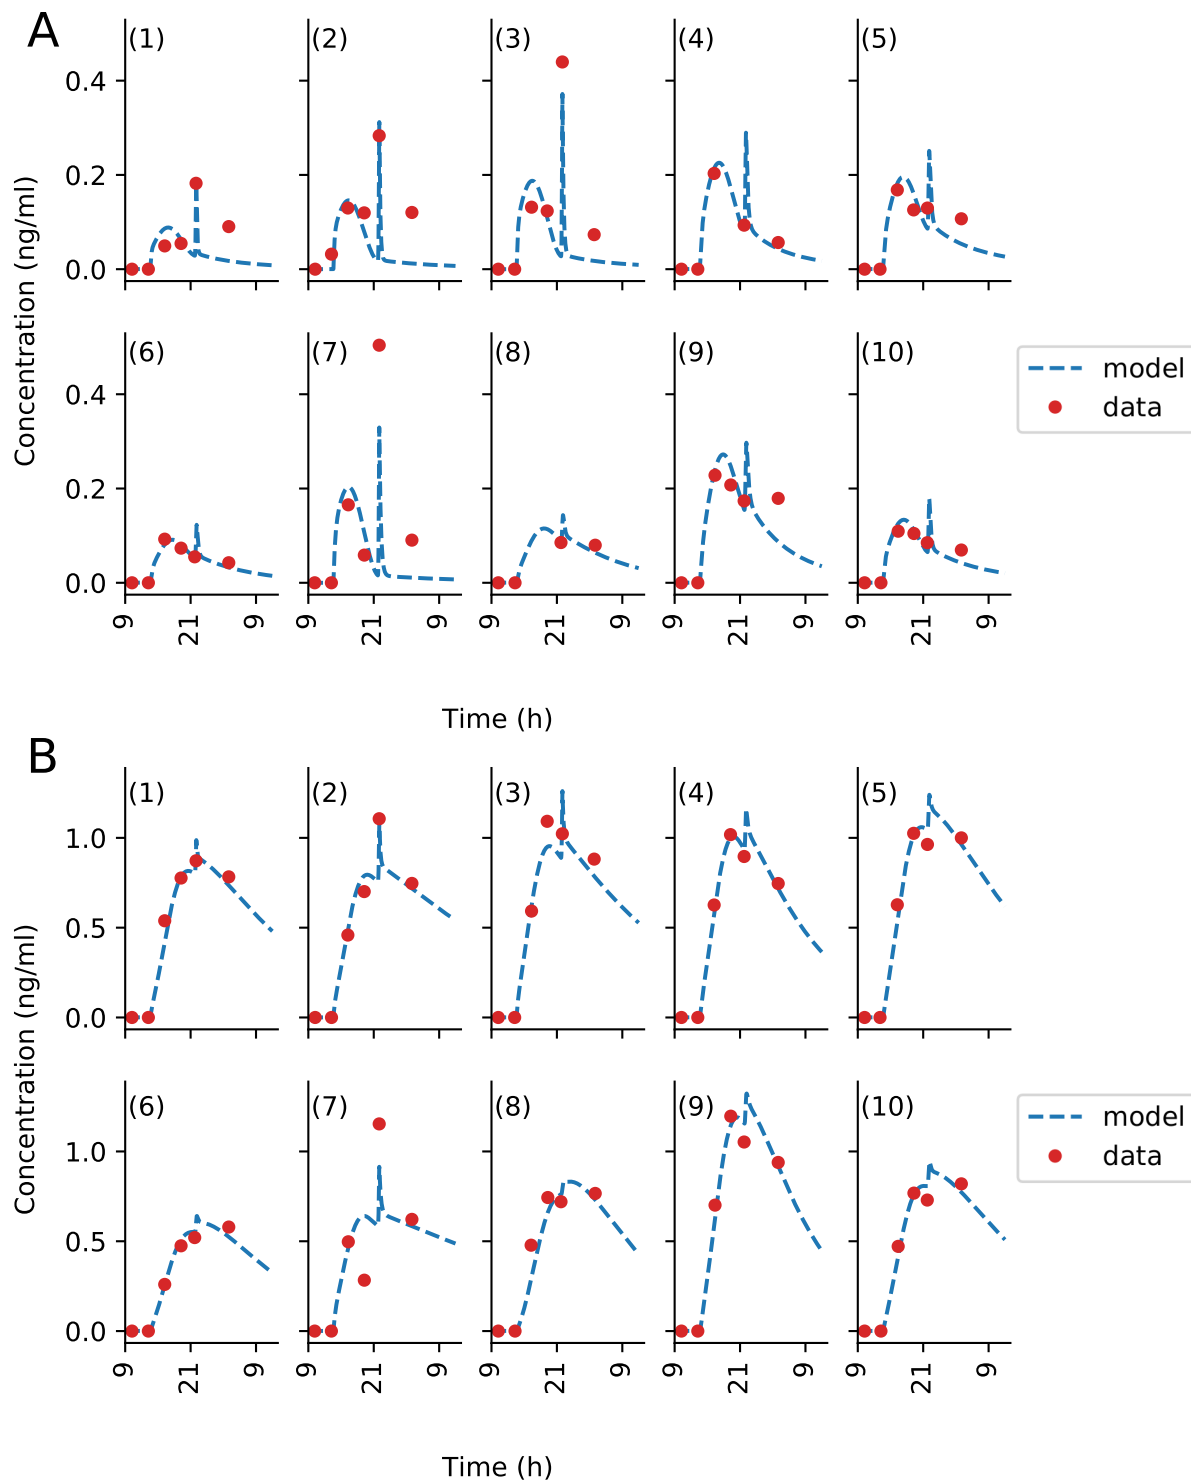 A
(1) (2) (3) (4) (5)
0.4
0.2
0.0
Concentration (ng/ml)
(6) (7) (8) (9) (10)
0.4
0.2
0.0
9 21 9 9 21 9 9 21 9 9 21 9 9 21 9
model
data
Time (h)
B
(1) (2) (3) (4) (5)
1.0
0.5
0.0
Concentration (ng/ml)
(6) (7) (8) (9) (10)
1.0
0.5
0.0
9 21 9 9 21 9 9 21 9 9 21 9 9 21 9
model
data
Time (h)